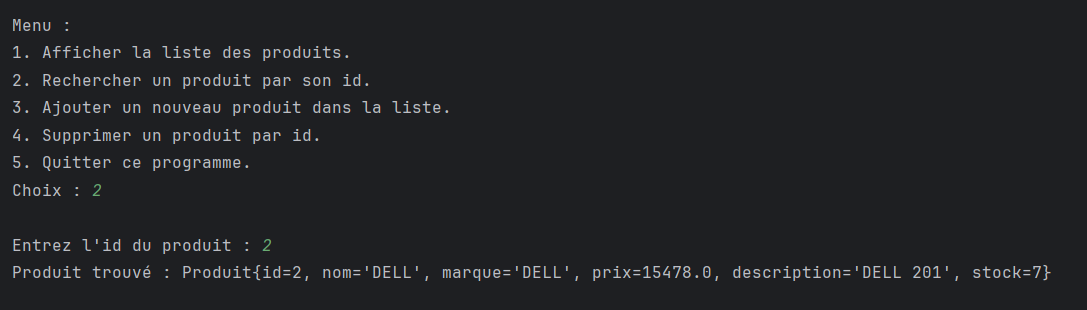 Menu :
1. Afficher la liste des produits.
2. Rechercher un produit par son id.
3. Ajouter un nouveau produit dans la liste.
4. Supprimer un produit par id.
5. Quitter ce programme.
Choix : 2
Entrez l'id du produit : 2
Produit trouvé : Produit{id=2, nom='DELL', marque='DELL', prix=15478.0, description='DELL 201', stock=7}